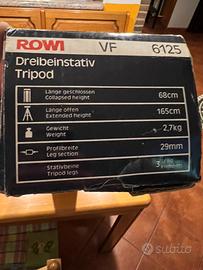 ROWI VF 6125
Dreibeinstativ
Tripod
Länge geschlossen
Collapsed height
68cm
Länge offen
Extended height
165cm
Gewicht
Weight
2,7kg
Profilbreite
Leg section
29mm
Stativbeine
Tripod legs
3
subito